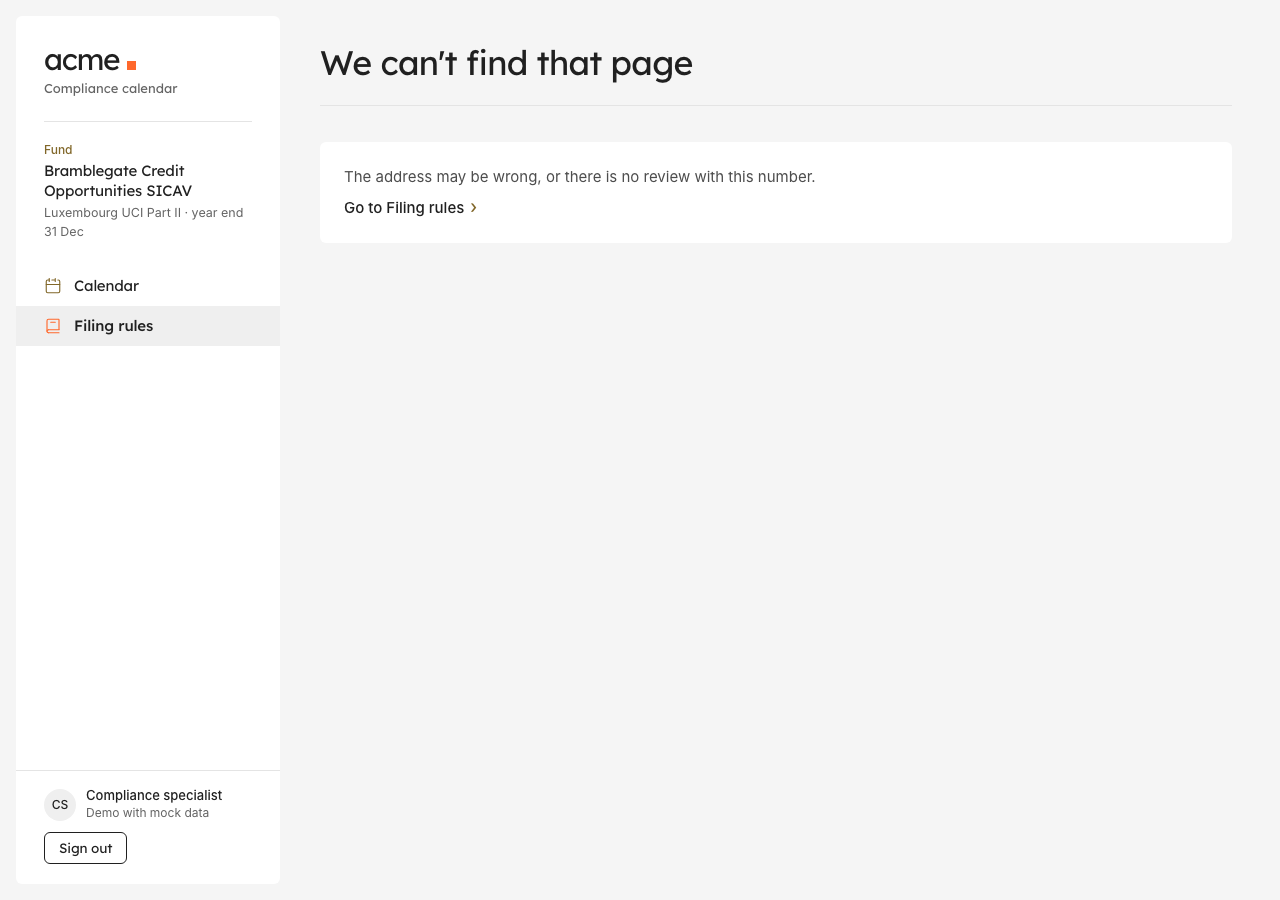 acme
Compliance calendar
Fund
Bramblegate Credit
Opportunities SICAV
Luxembourg UCI Part II · year end
31 Dec
Calendar
Filing rules
CS
Compliance specialist
Demo with mock data
Sign out
We can't find that page
The address may be wrong, or there is no review with this number.
Go to Filing rules ›